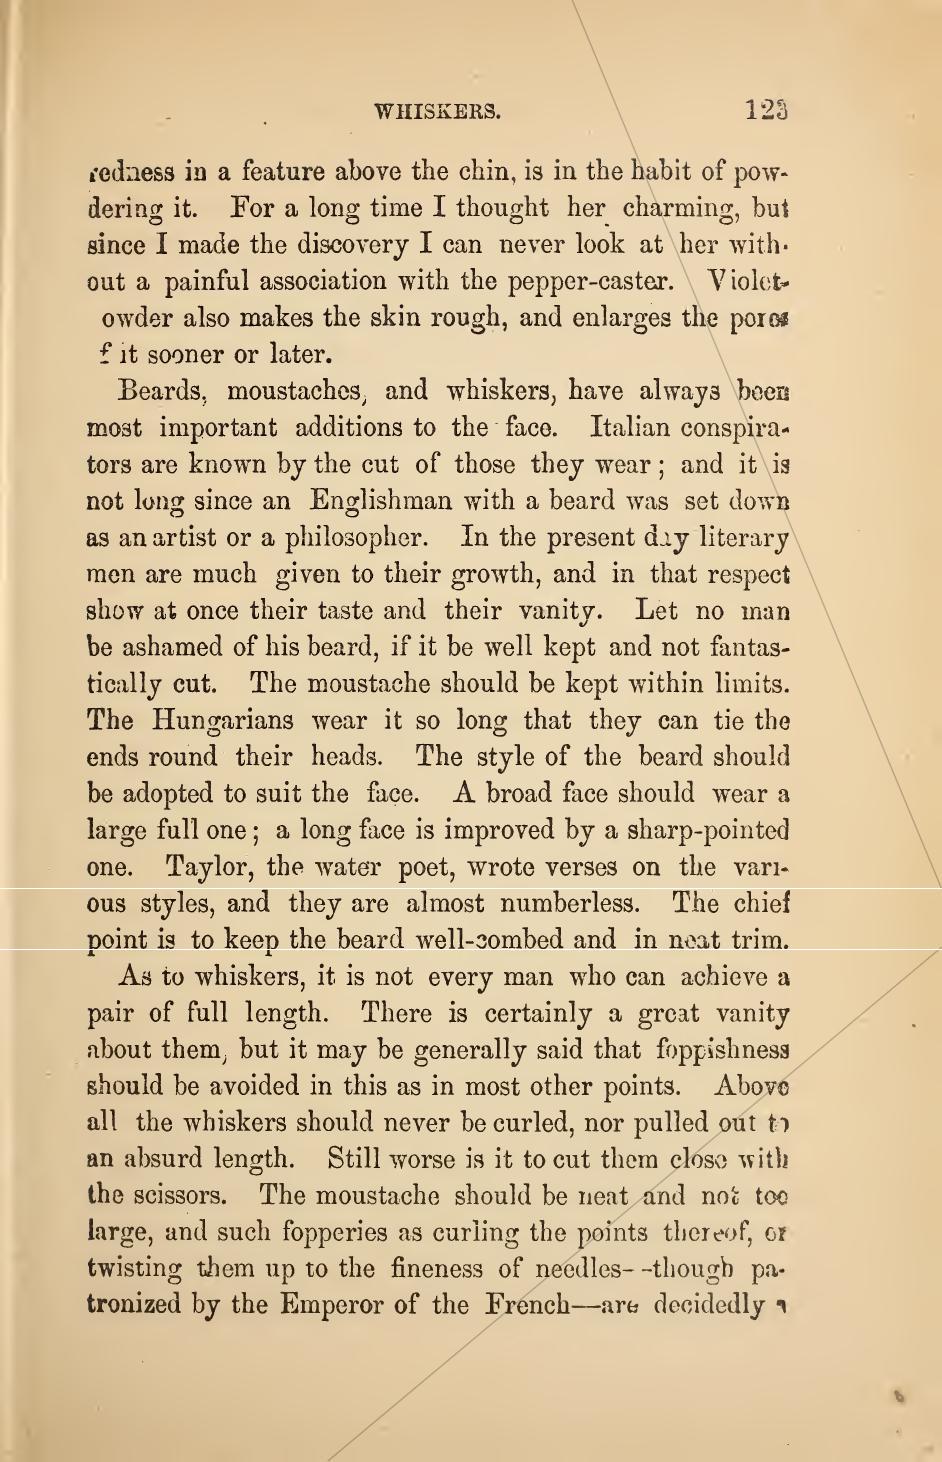 WHISKERS. 123
redness in a feature above the chin, is in the habit of pow-
dering it. For a long time I thought her charming, but
since I made the discovery I can never look at her with-
out a painful association with the pepper-caster. Violet-
owder also makes the skin rough, and enlarges the pores
f it sooner or later.
Beards, moustaches, and whiskers, have always been
most important additions to the face. Italian conspira-
tors are known by the cut of those they wear; and it is
not long since an Englishman with a beard was set down
as an artist or a philosopher. In the present day literary
men are much given to their growth, and in that respect
show at once their taste and their vanity. Let no man
be ashamed of his beard, if it be well kept and not fantas-
tically cut. The moustache should be kept within limits.
The Hungarians wear it so long that they can tie the
ends round their heads. The style of the beard should
be adopted to suit the face. A broad face should wear a
large full one; a long face is improved by a sharp-pointed
one. Taylor, the water poet, wrote verses on the vari-
ous styles, and they are almost numberless. The chief
point is to keep the beard well-combed and in neat trim.
As to whiskers, it is not every man who can achieve a
pair of full length. There is certainly a great vanity
about them, but it may be generally said that foppishness
should be avoided in this as in most other points. Above
all the whiskers should never be curled, nor pulled out to
an absurd length. Still worse is it to cut them close with
the scissors. The moustache should be neat and not too
large, and such fopperies as curling the points thereof, or
twisting them up to the fineness of needles--though pa-
tronized by the Emperor of the French—are decidedly a